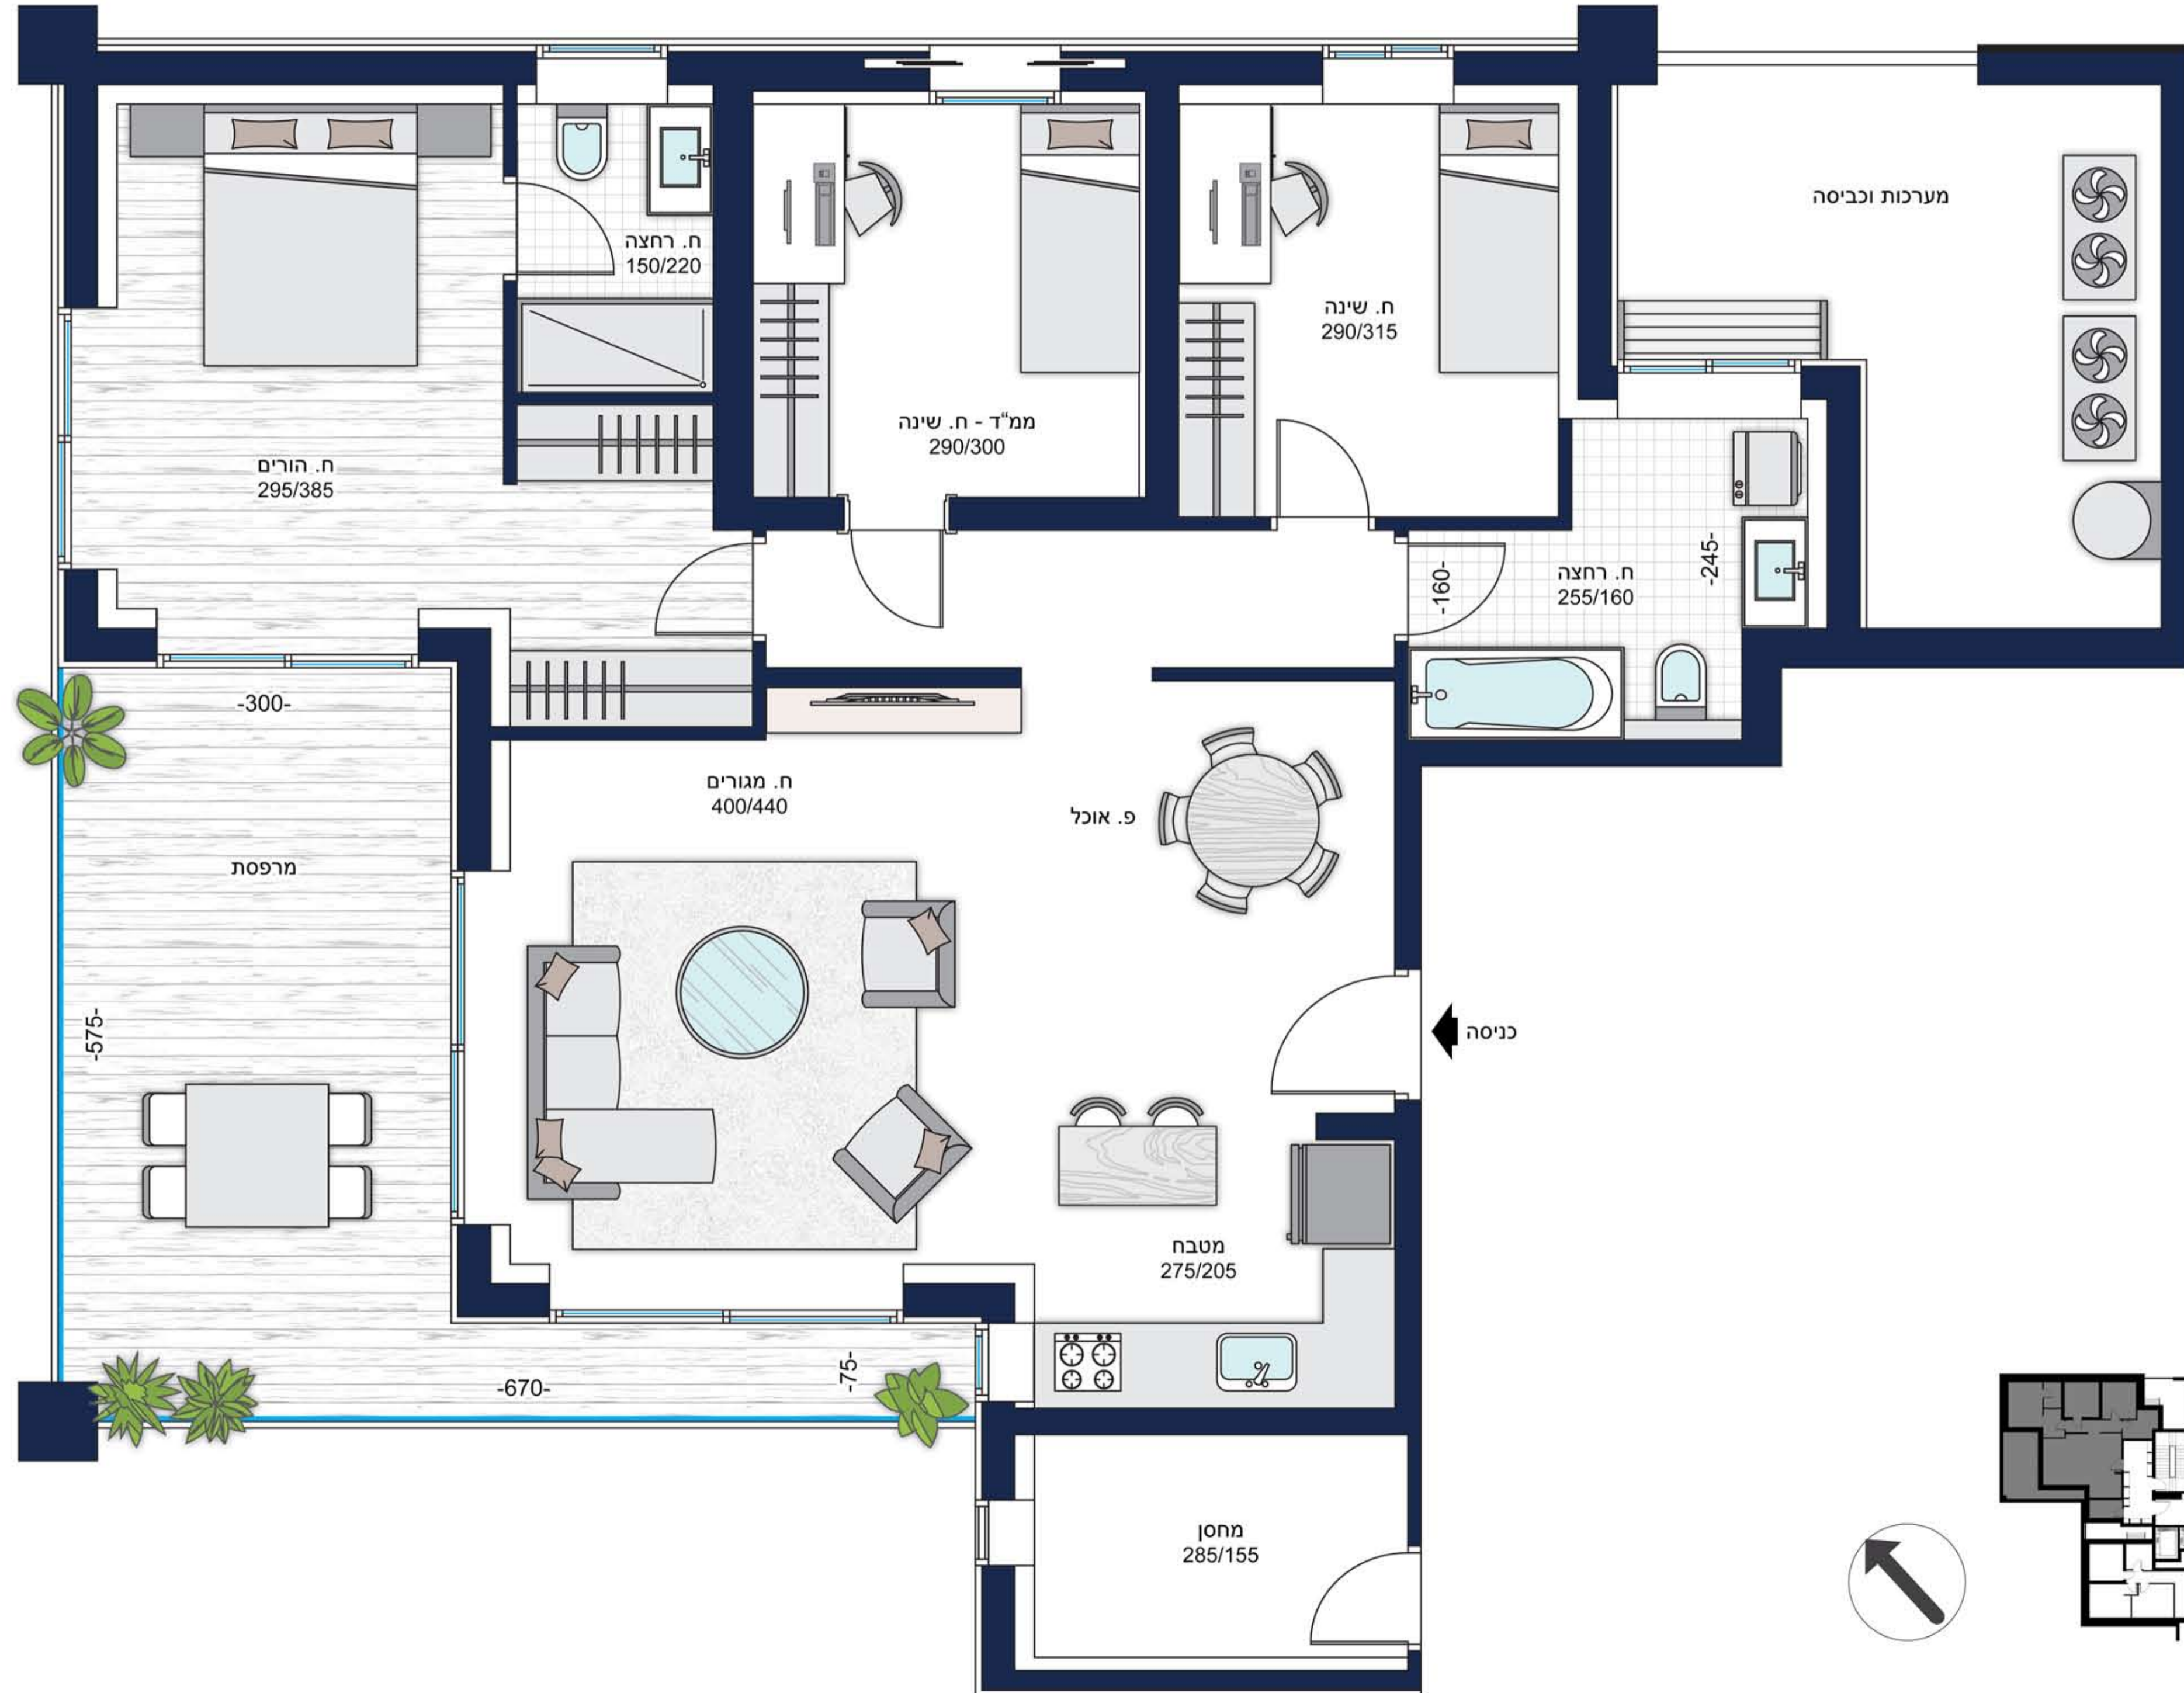 מערכות וכביסה
ח. רחצה
150/220
ח. שינה
290/315
ממ"ד - ח. שינה
290/300
ח. הורים
295/385
-245-
-160-
ח. רחצה
255/160
-300-
ח. מגורים
400/440
פ. אוכל
מרפסת
-575-
כניסה
מטבח
275/205
-75-
-670-
מחסן
285/155